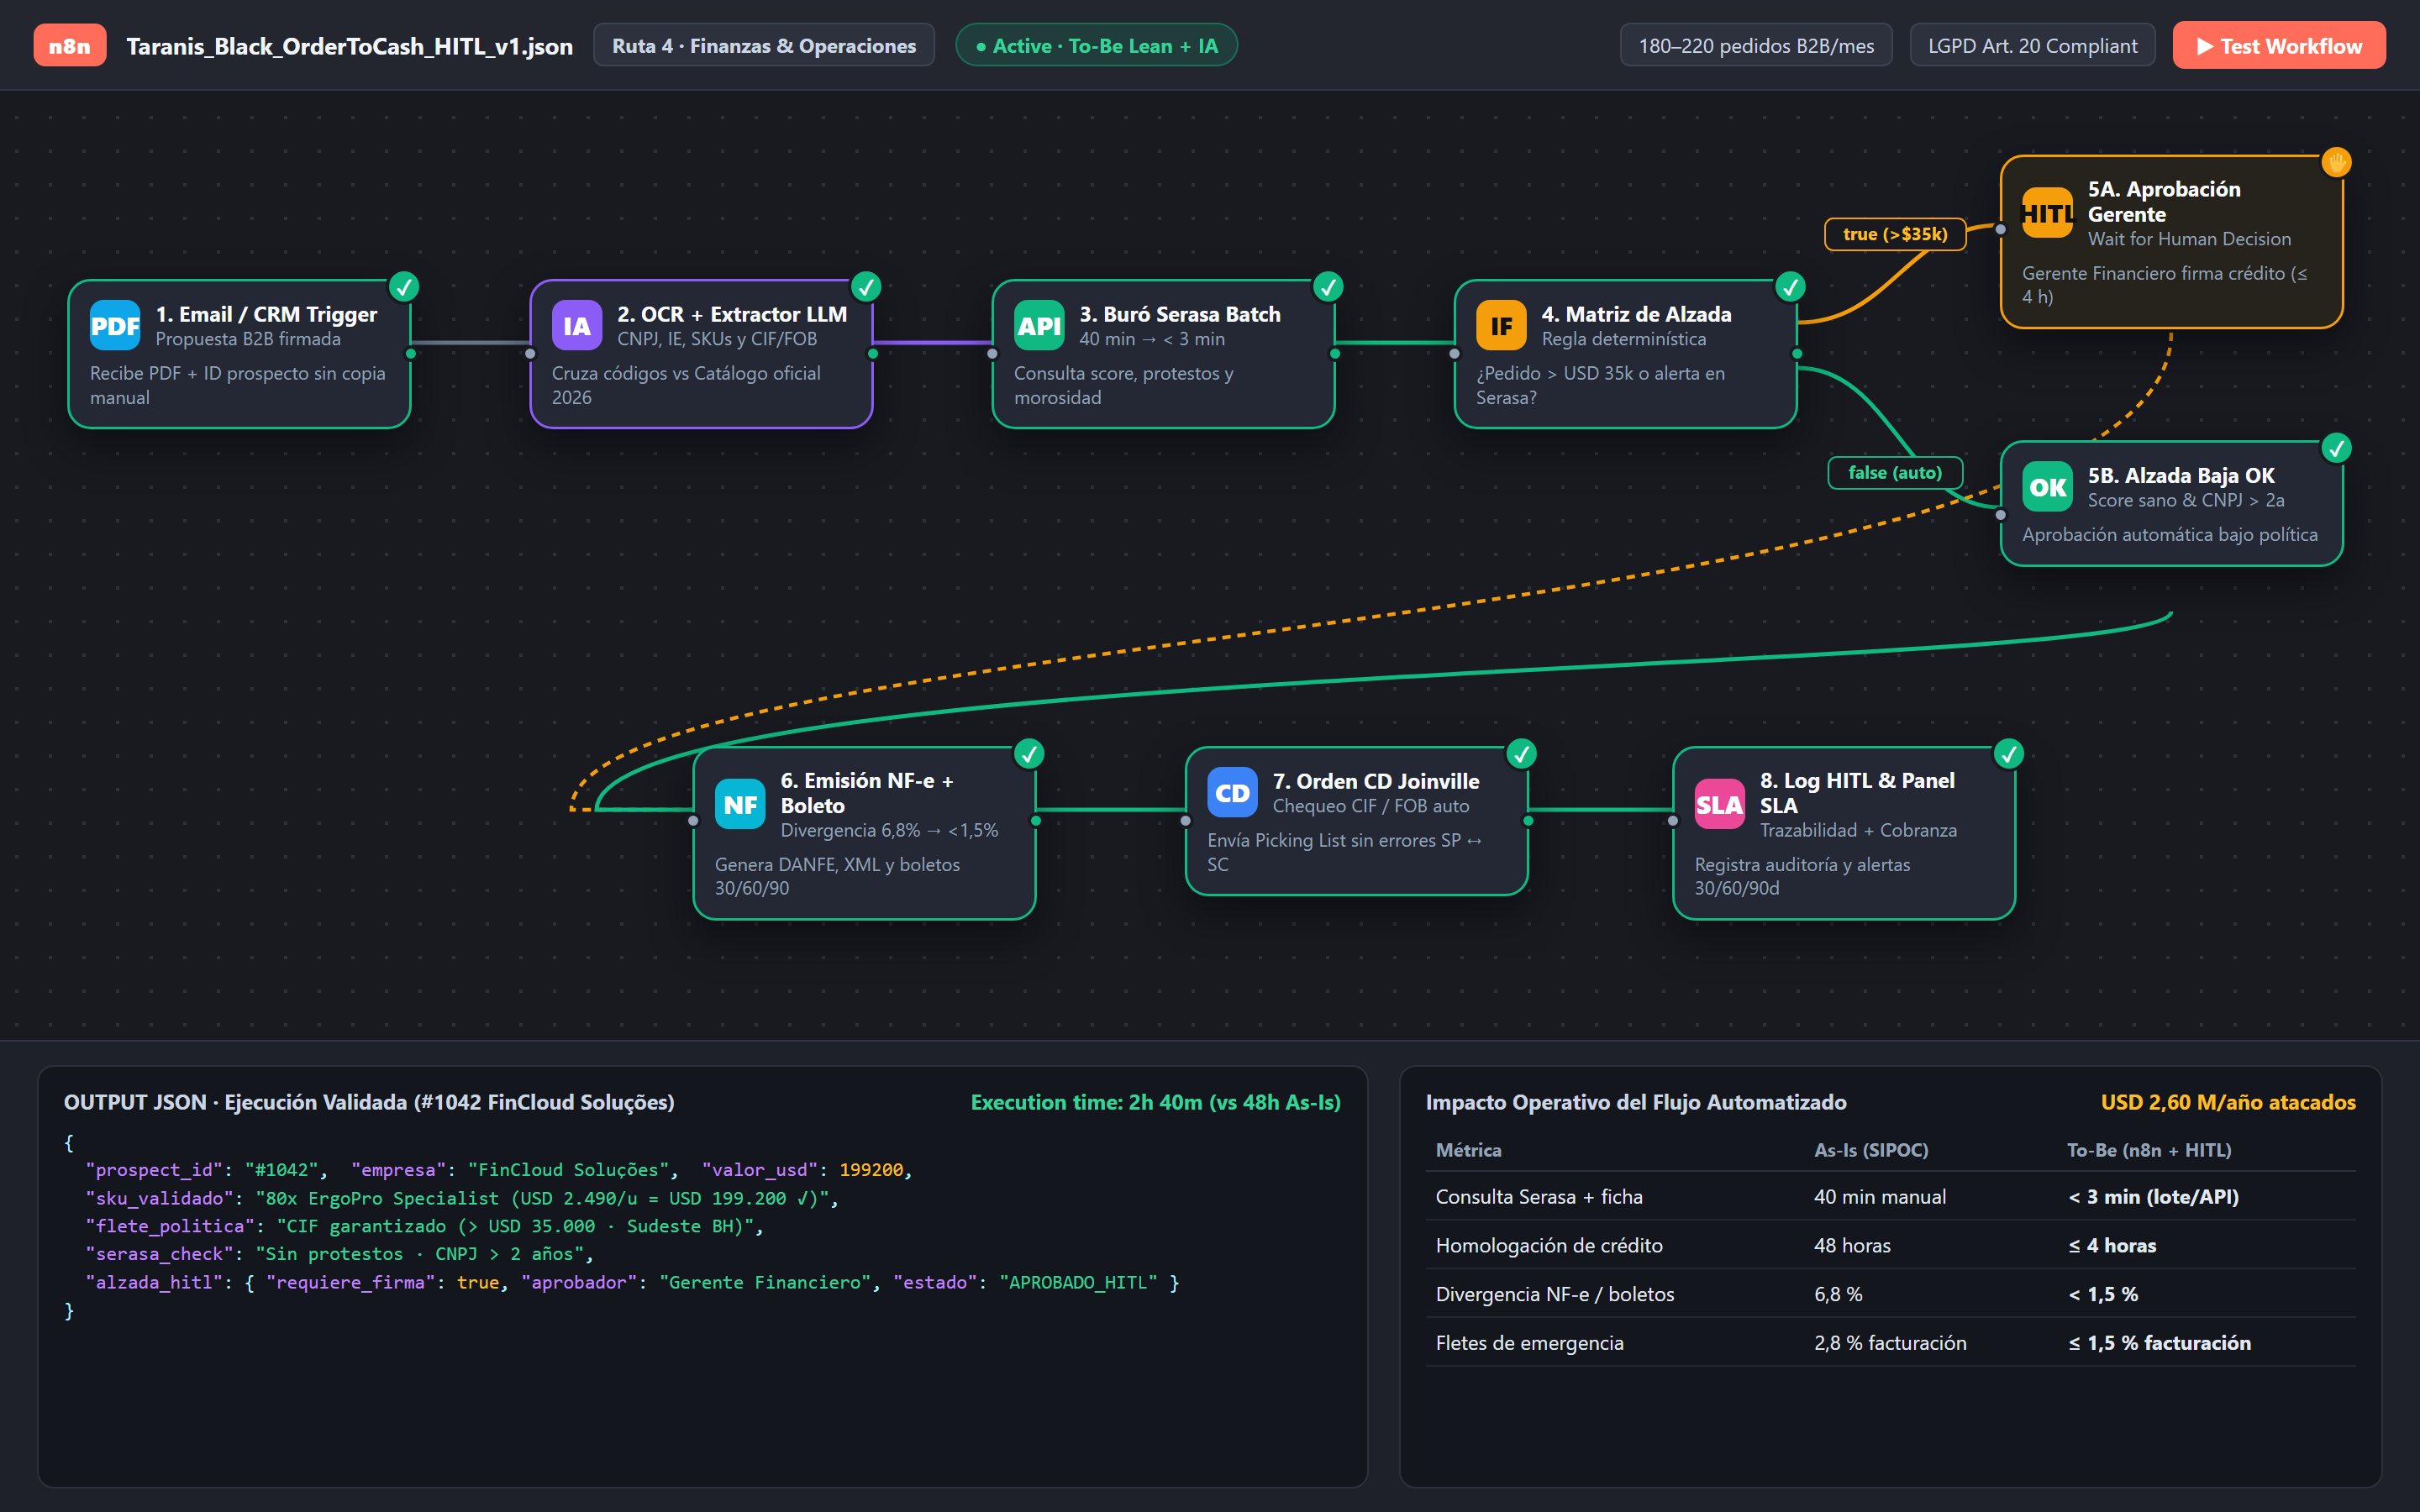 n8n
Taranis_Black_OrderToCash_HITL_v1.json
Ruta 4 · Finanzas & Operaciones
● Active · To-Be Lean + IA
180–220 pedidos B2B/mes
LGPD Art. 20 Compliant
▶ Test Workflow
PDF
1. Email / CRM Trigger
Propuesta B2B firmada
Recibe PDF + ID prospecto sin copia
manual
✓
IA
2. OCR + Extractor LLM
CNPJ, IE, SKUs y CIF/FOB
Cruza códigos vs Catálogo oficial
2026
✓
API
3. Buró Serasa Batch
40 min → < 3 min
Consulta score, protestos y
morosidad
✓
IF
4. Matriz de Alzada
Regla determinística
¿Pedido > USD 35k o alerta en
Serasa?
✓
true (>$35k)
false (auto)
HITL
5A. Aprobación
Gerente
Wait for Human Decision
Gerente Financiero firma crédito (≤
4 h)
OK
5B. Alzada Baja OK
Score sano & CNPJ > 2a
Aprobación automática bajo política
✓
NF
6. Emisión NF-e +
Boleto
Divergencia 6,8% → <1,5%
Genera DANFE, XML y boletos
30/60/90
✓
CD
7. Orden CD Joinville
Chequeo CIF / FOB auto
Envía Picking List sin errores SP ↔
SC
✓
SLA
8. Log HITL & Panel
SLA
Trazabilidad + Cobranza
Registra auditoría y alertas
30/60/90d
✓
OUTPUT JSON · Ejecución Validada (#1042 FinCloud Soluções)
Execution time: 2h 40m (vs 48h As-Is)
{
"prospect_id": "#1042", "empresa": "FinCloud Soluções", "valor_usd": 199200,
"sku_validado": "80x ErgoPro Specialist (USD 2.490/u = USD 199.200 ✓)",
"flete_politica": "CIF garantizado (> USD 35.000 · Sudeste BH)",
"serasa_check": "Sin protestos · CNPJ > 2 años",
"alzada_hitl": { "requiere_firma": true, "aprobador": "Gerente Financiero", "estado": "APROBADO_HITL" }
}
Impacto Operativo del Flujo Automatizado
USD 2,60 M/año atacados
Métrica As-Is (SIPOC) To-Be (n8n + HITL)
Consulta Serasa + ficha 40 min manual < 3 min (lote/API)
Homologación de crédito 48 horas ≤ 4 horas
Divergencia NF-e / boletos 6,8 % < 1,5 %
Fletes de emergencia 2,8 % facturación ≤ 1,5 % facturación